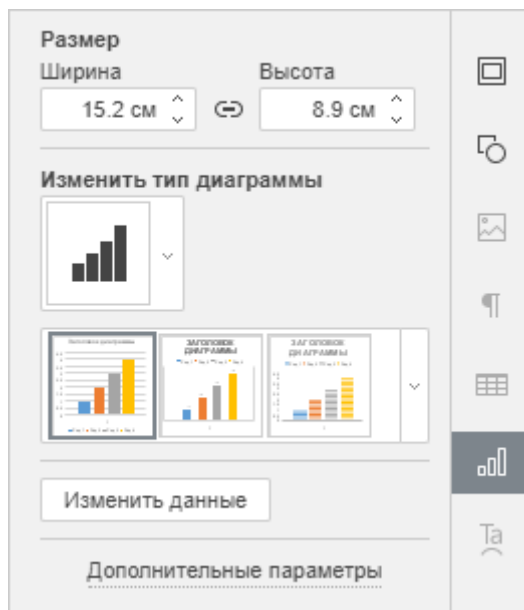 Размер
Ширина Высота
15.2 см 8.9 см
Изменить тип диаграммы
ЗАГОЛОВОК ДИАГРАММЫ
ЗАГОЛОВОК ДИАГРАММЫ
Изменить данные
Дополнительные параметры
Ta